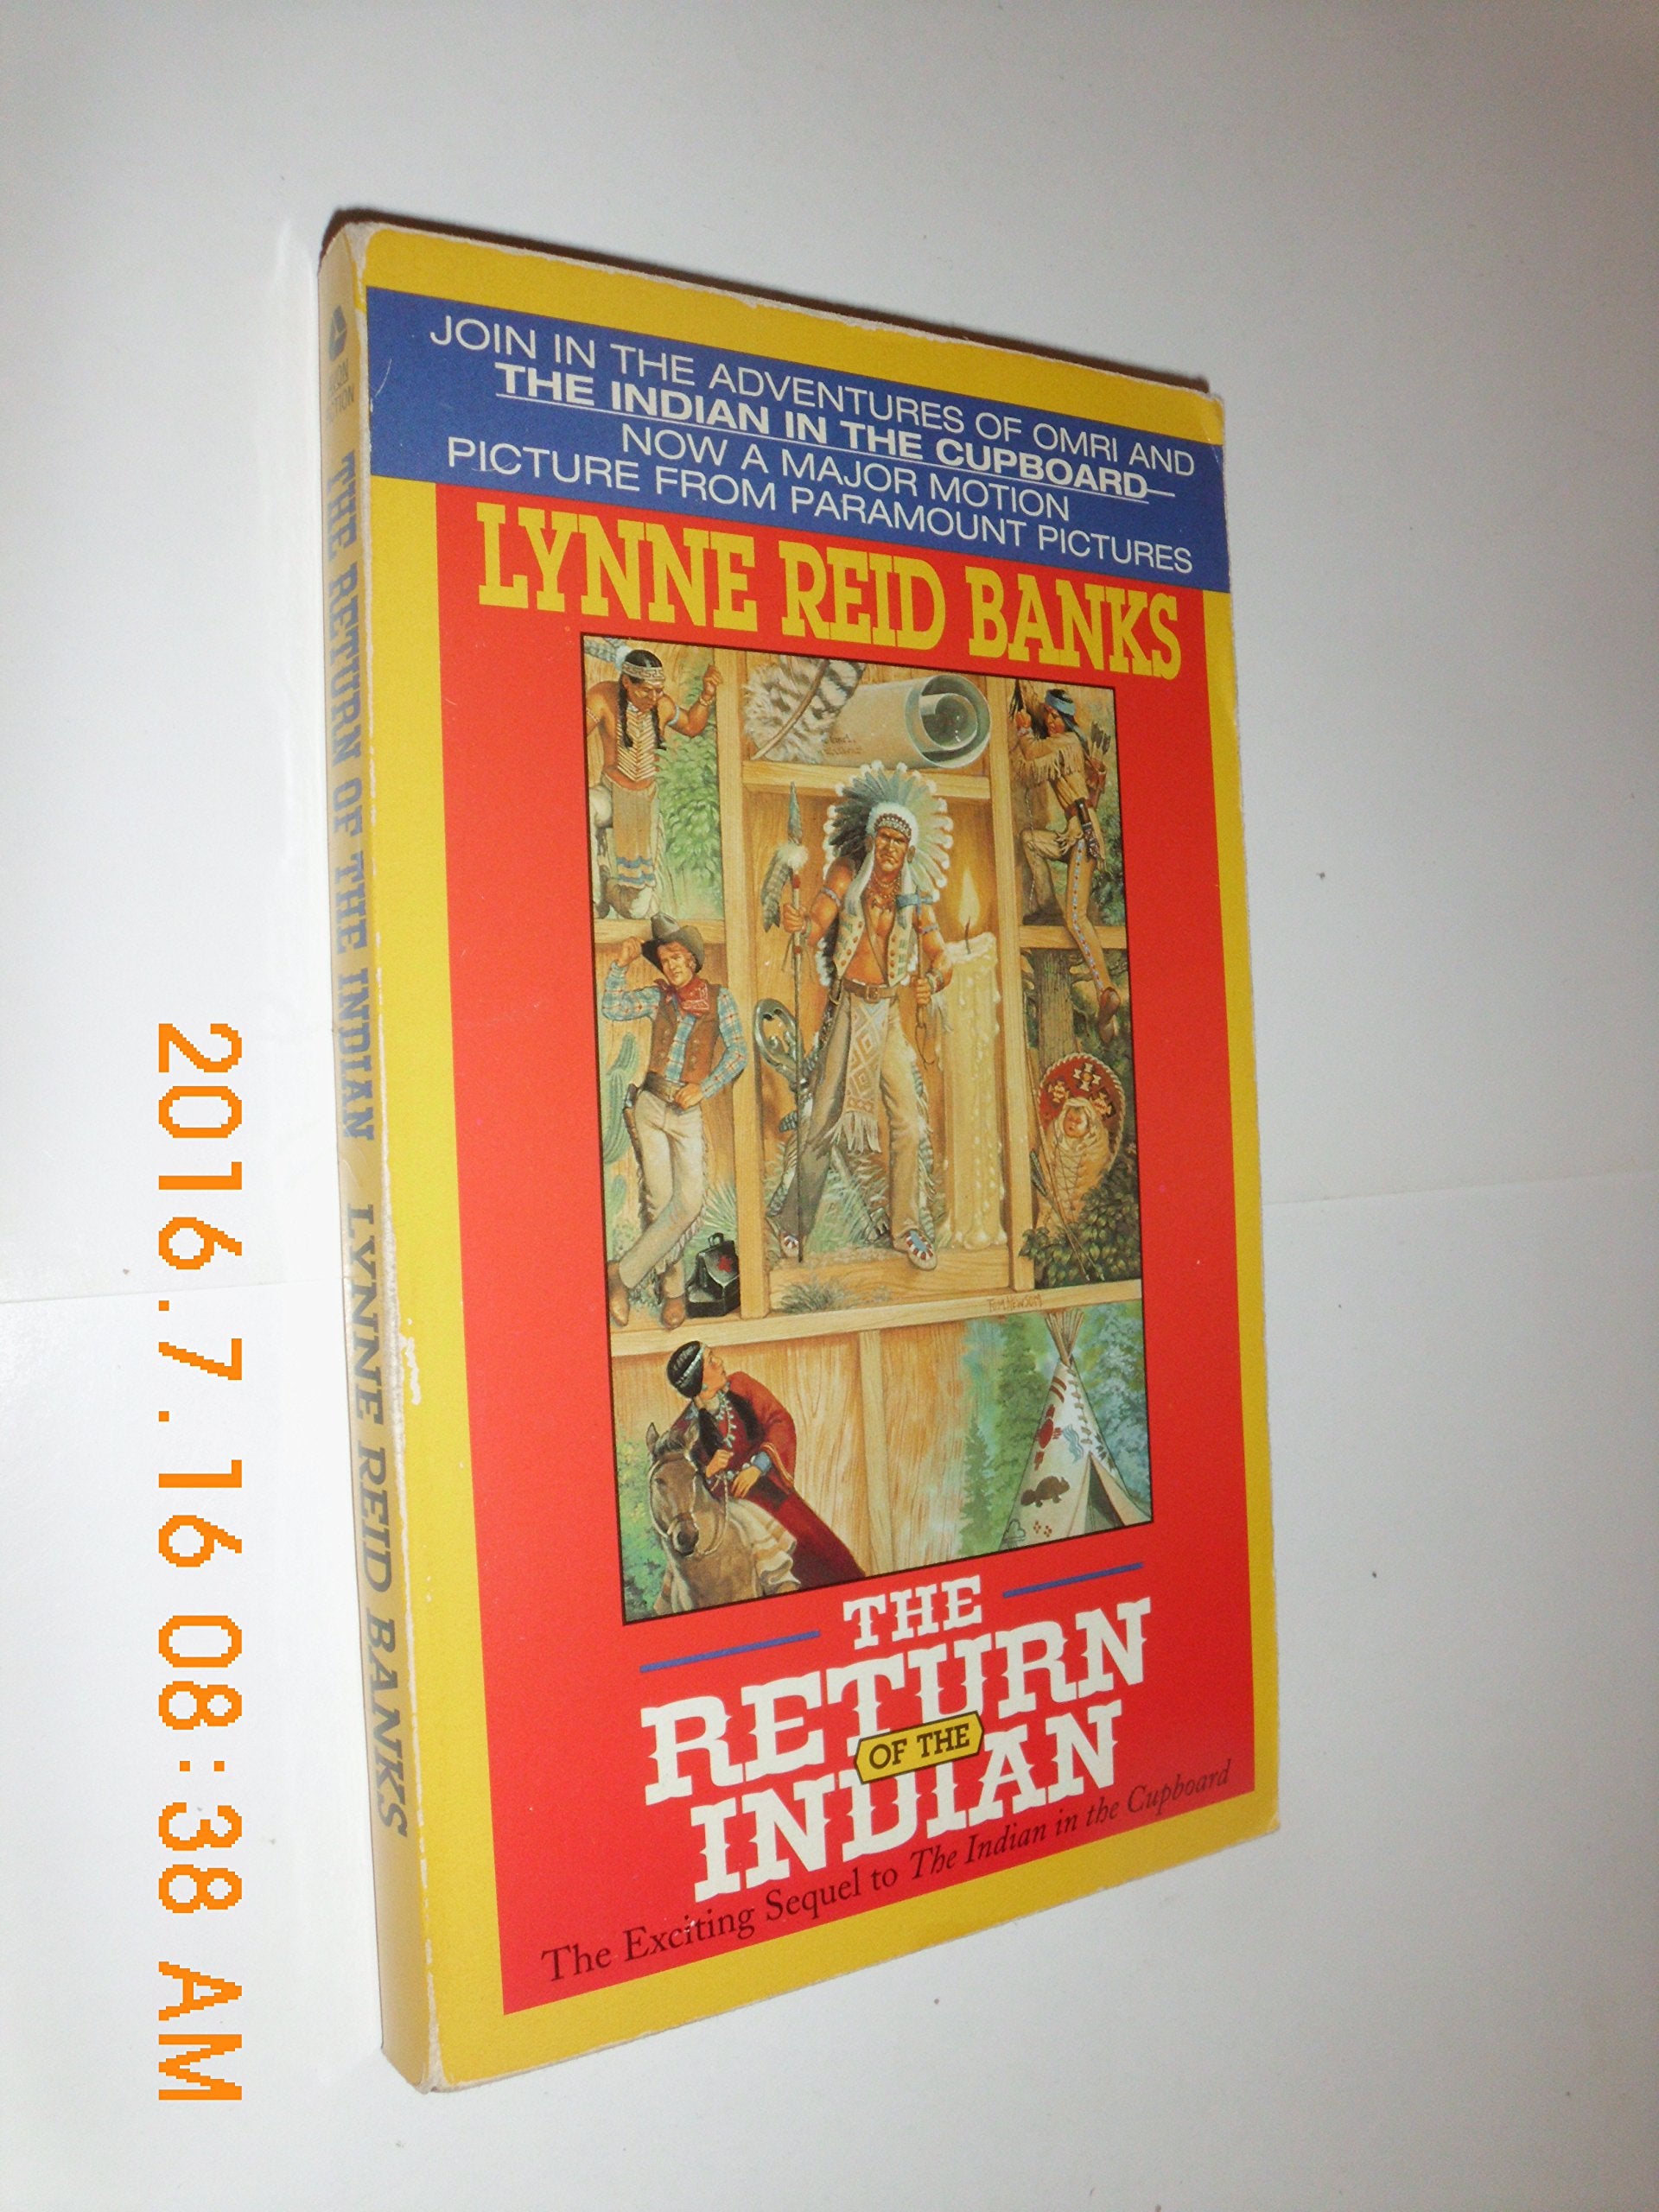 JOIN IN THE ADVENTURES OF OMRI AND
THE INDIAN IN THE CUPBOARD—
NOW A MAJOR MOTION
PICTURE FROM PARAMOUNT PICTURES
LYNNE REID BANKS
TOM NEWSOM
THE
RETURN
OF THE
INDIAN
The Exciting Sequel to The Indian in the Cupboard
THE RETURN OF THE INDIAN LYNNE REID BANKS
2016.7.16 08:38 AM